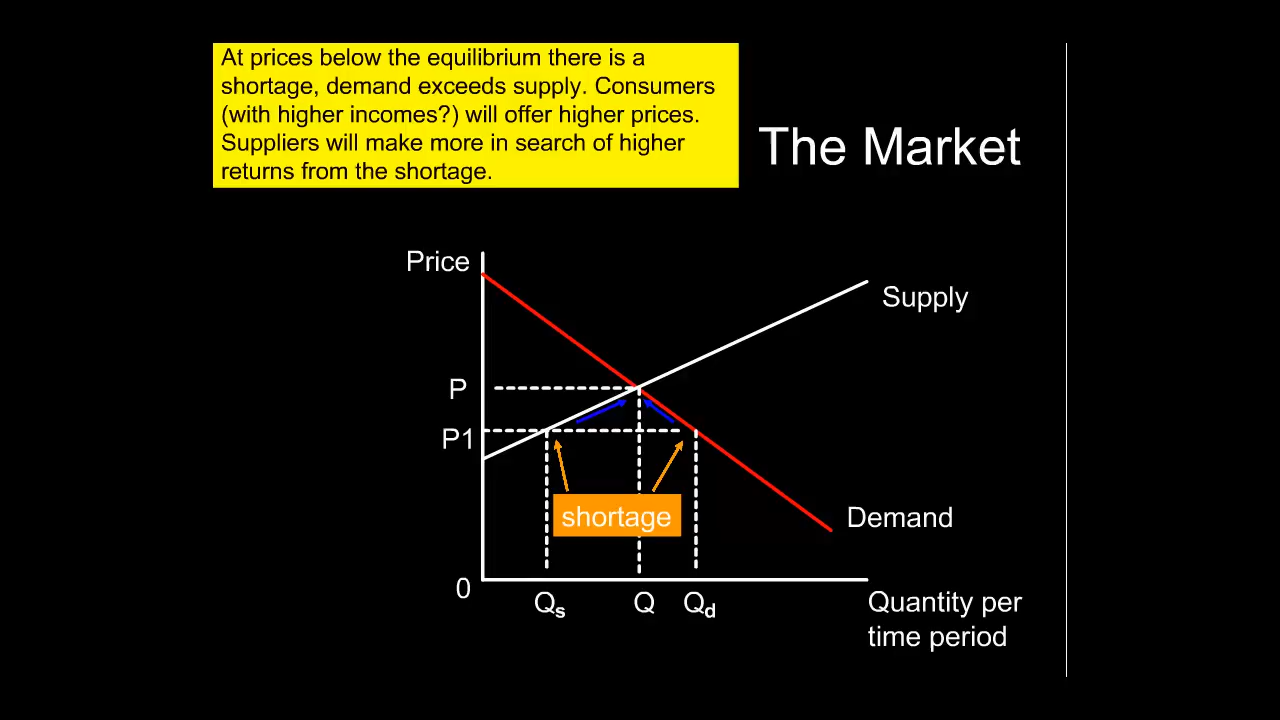 At prices below the equilibrium there is a
shortage, demand exceeds supply. Consumers
(with higher incomes?) will offer higher prices.
Suppliers will make more in search of higher
returns from the shortage.
The Market
Price
Supply
P
P1
shortage
Demand
0
Qs
Q
Qd
Quantity per
time period